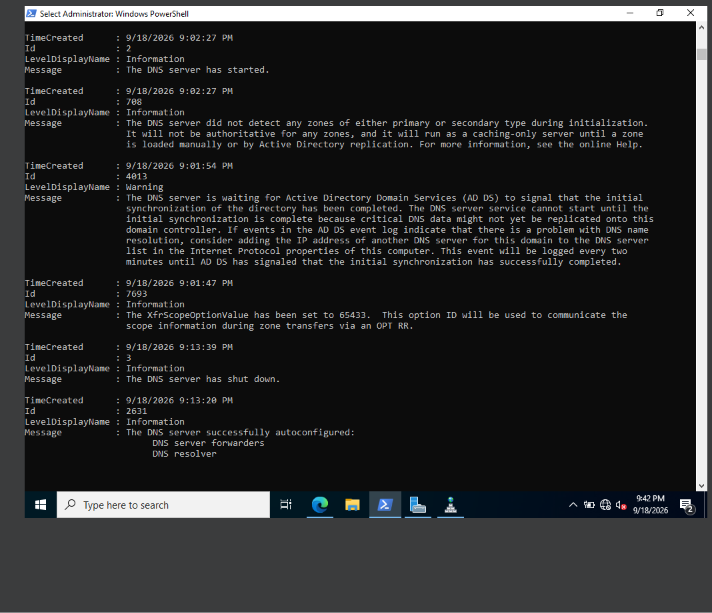 Select Administrator: Windows PowerShell
TimeCreated      : 9/18/2026 9:02:27 PM
Id               : 2
LevelDisplayName : Information
Message          : The DNS server has started.
TimeCreated      : 9/18/2026 9:02:27 PM
Id               : 708
LevelDisplayName : Information
Message          : The DNS server did not detect any zones of either primary or secondary type during initialization.
It will not be authoritative for any zones, and it will run as a caching-only server until a zone
is loaded manually or by Active Directory replication. For more information, see the online Help.
TimeCreated      : 9/18/2026 9:01:54 PM
Id               : 4013
LevelDisplayName : Warning
Message          : The DNS server is waiting for Active Directory Domain Services (AD DS) to signal that the initial
synchronization of the directory has been completed. The DNS server service cannot start until the
initial synchronization is complete because critical DNS data might not yet be replicated onto this
domain controller. If events in the AD DS event log indicate that there is a problem with DNS name
resolution, consider adding the IP address of another DNS server for this domain to the DNS server
list in the Internet Protocol properties of this computer. This event will be logged every two
minutes until AD DS has signaled that the initial synchronization has successfully completed.
TimeCreated      : 9/18/2026 9:01:47 PM
Id               : 7693
LevelDisplayName : Information
Message          : The XfrScopeOptionValue has been set to 65433.  This option ID will be used to communicate the
scope information during zone transfers via an OPT RR.
TimeCreated      : 9/18/2026 9:13:39 PM
Id               : 3
LevelDisplayName : Information
Message          : The DNS server has shut down.
TimeCreated      : 9/18/2026 9:13:20 PM
Id               : 2631
LevelDisplayName : Information
Message          : The DNS server successfully autoconfigured:
DNS server forwarders
DNS resolver
Type here to search
9:42 PM
9/18/2026
2